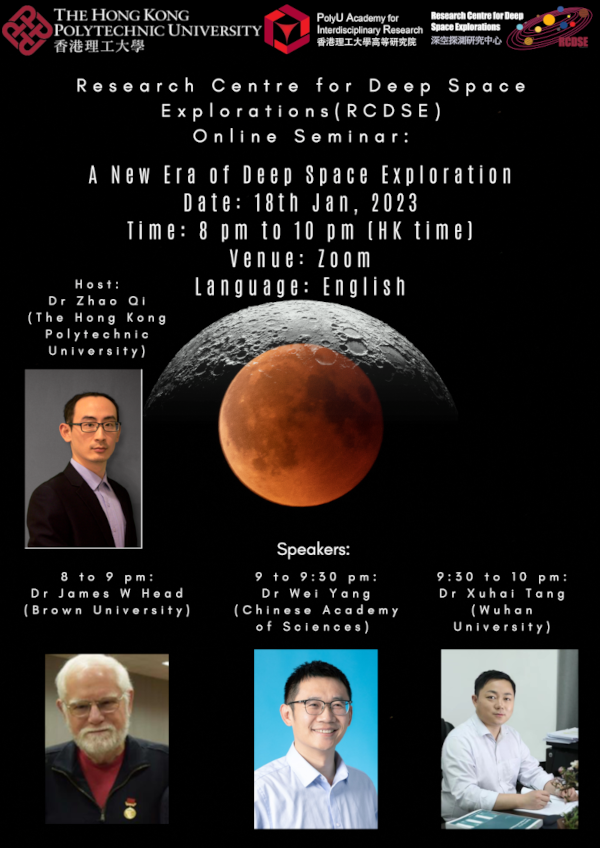 THE HONG KONG
POLYTECHNIC UNIVERSITY
香港理工大學
PolyU Academy for
Interdisciplinary Research
香港理工大學高等研究院
Research Centre for Deep
Space Explorations
深空探測研究中心
RCDSE
Research Centre for Deep Space
Explorations(RCDSE)
Online Seminar:
A New Era of Deep Space Exploration
Date: 18th Jan, 2023
Time: 8 pm to 10 pm (HK time)
Venue: Zoom
Language: English
Host:
Dr Zhao Qi
(The Hong Kong
Polytechnic
University)
Speakers:
8 to 9 pm:
Dr James W Head
(Brown University)
9 to 9:30 pm:
Dr Wei Yang
(Chinese Academy
of Sciences)
9:30 to 10 pm:
Dr Xuhai Tang
(Wuhan
University)